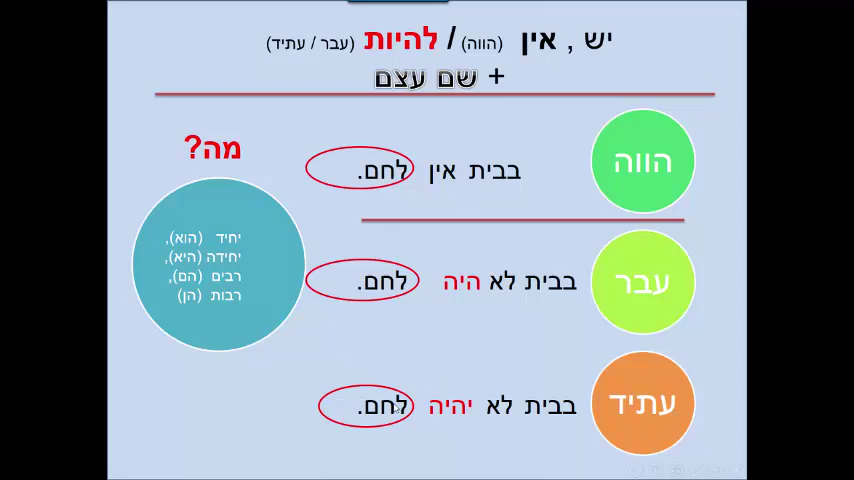 יש , אין (הווה) / להיות (עבר / עתיד)
+ שם עצם
הווה
בבית אין לחם.
מה?
יחיד (הוא),
יחידה (היא),
רבים (הם),
רבות (הן)
עבר
בבית לא היה לחם.
עתיד
בבית לא יהיה לחם.